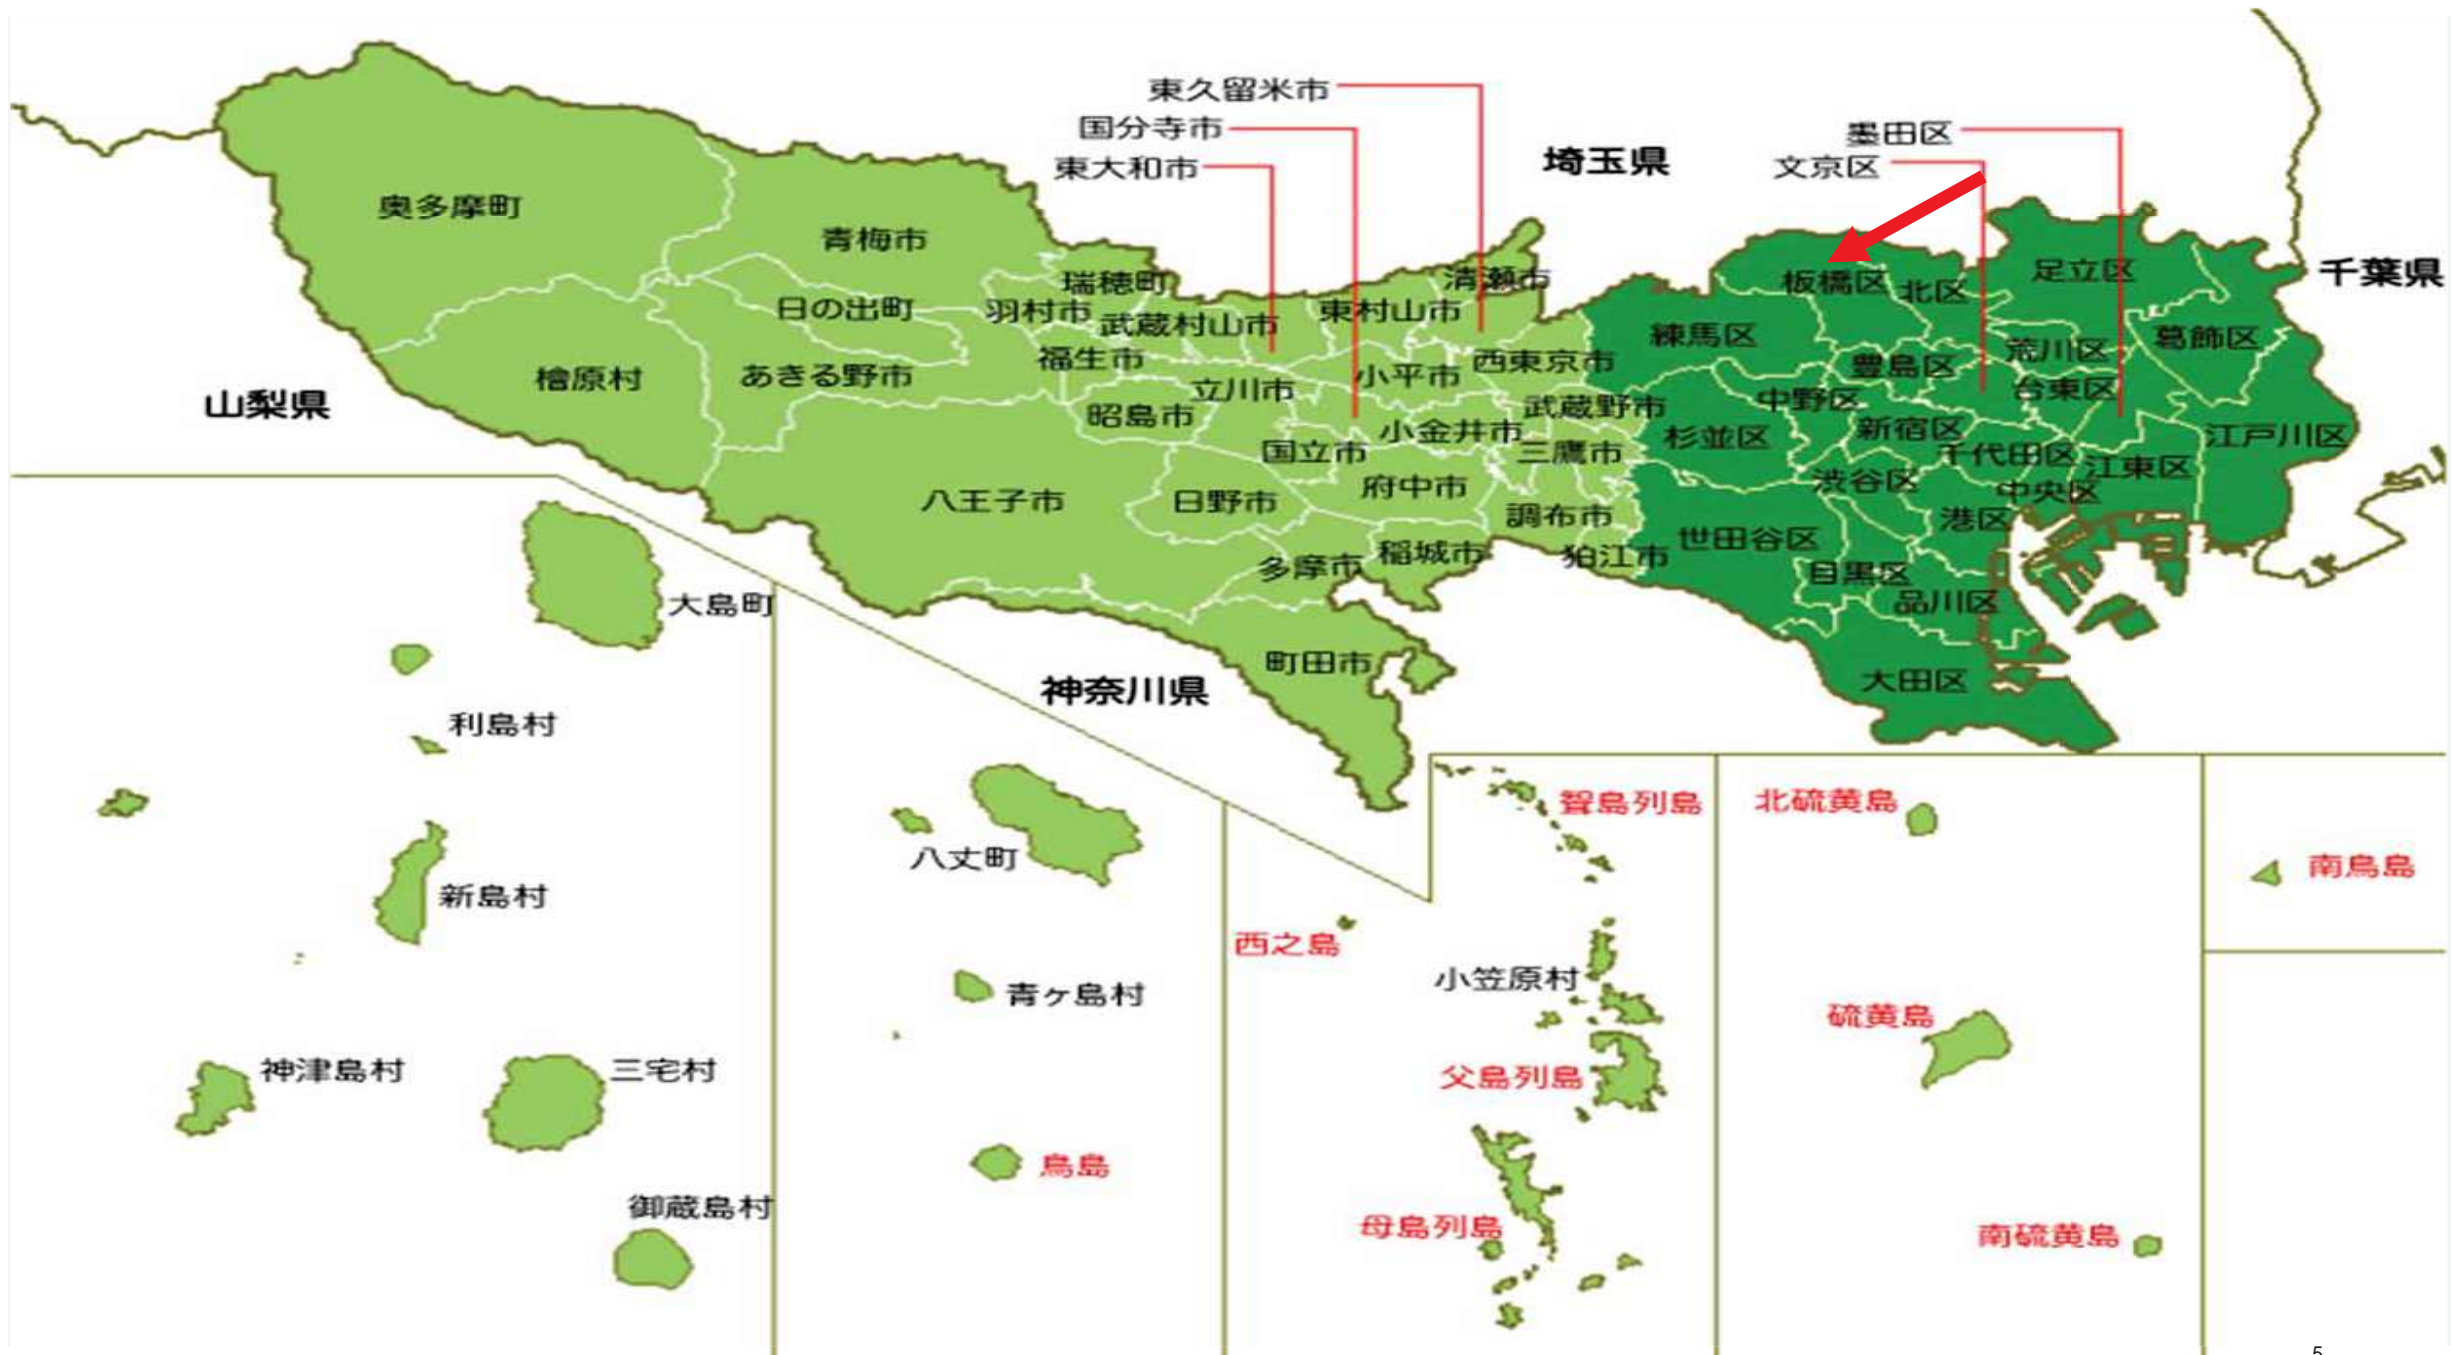 東久留米市
国分寺市
東大和市
埼玉県
墨田区
文京区
奥多摩町
青梅市
瑞穂町
清瀬市
板橋区
北区
足立区
千葉県
日の出町
羽村市
武蔵村山市
東村山市
練馬区
荒川区
葛飾区
福生市
小平市
西東京市
豊島区
檜原村
あきる野市
立川市
中野区
台東区
山梨県
昭島市
武蔵野市
小金井市
杉並区
新宿区
江戸川区
国立市
三鷹市
千代田区
江東区
八王子市
日野市
府中市
渋谷区
中央区
調布市
港区
世田谷区
多摩市
稲城市
狛江市
目黒区
品川区
大島町
町田市
神奈川県
大田区
利島村
聟島列島
北硫黄島
八丈町
南鳥島
新島村
西之島
小笠原村
青ヶ島村
硫黄島
神津島村
三宅村
父島列島
鳥島
御蔵島村
母島列島
南硫黄島
5